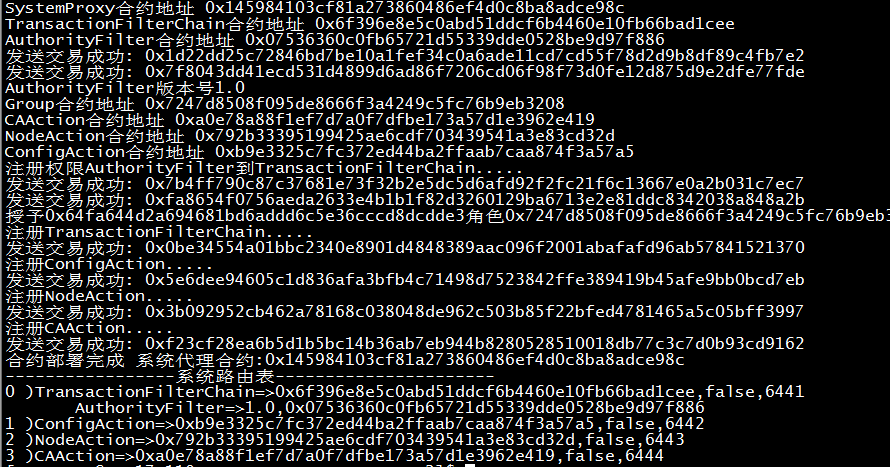 SystemProxy合约地址 0x145984103cf81a273860486ef4d0c8ba8adce98c
TransactionFilterChain合约地址 0x6f396e8e5c0abd51ddcf6b4460e10fb66bad1cee
AuthorityFilter合约地址 0x07536360c0fb65721d55339dde0528be9d97f886
发送交易成功: 0x1d22dd25c72846bd7be10a1fef34c0a6ade11cd7cd55f78d2d9b8df89c4fb7e2
发送交易成功: 0x7f8043dd41ecd531d4899d6ad86f7206cd06f98f73d0fe12d875d9e2dfe77fde
AuthorityFilter版本号1.0
Group合约地址 0x7247d8508f095de8666f3a4249c5fc76b9eb3208
CAAction合约地址 0xa0e78a88f1ef7d7a0f7dfbe173a57d1e3962e419
NodeAction合约地址 0x792b33395199425ae6cdf703439541a3e83cd32d
ConfigAction合约地址 0xb9e3325c7fc372ed44ba2ffaab7caa874f3a57a5
注册权限AuthorityFilter到TransactionFilterChain.....
发送交易成功: 0x7b4ff790c87c37681e73f32b2e5dc5d6afd92f2fc21f6c13667e0a2b031c7ec7
发送交易成功: 0xfa8654f0756aeda2633e4b1b1f82d3260129ba6713e2e81ddc8342038a848a2b
授予0x64fa644d2a694681bd6addd6c5e36cccd8dcdde3角色0x7247d8508f095de8666f3a4249c5fc76b9eb3
注册TransactionFilterChain.....
发送交易成功: 0x0be34554a01bbc2340e8901d4848389aac096f2001abafafd96ab57841521370
注册ConfigAction.....
发送交易成功: 0x5e6dee94605c1d836afa3bfb4c71498d7523842ffe389419b45afe9bb0bcd7eb
注册NodeAction.....
发送交易成功: 0x3b092952cb462a78168c038048de962c503b85f22bfed4781465a5c05bff3997
注册CAAction.....
发送交易成功: 0xf23cf28ea6b5d1b5bc14b36ab7eb944b8280528510018db77c3c7d0b93cd9162
合约部署完成 系统代理合约:0x145984103cf81a273860486ef4d0c8ba8adce98c
-----------------系统路由表----------------------
0 )TransactionFilterChain=>0x6f396e8e5c0abd51ddcf6b4460e10fb66bad1cee,false,6441
AuthorityFilter=>1.0,0x07536360c0fb65721d55339dde0528be9d97f886
1 )ConfigAction=>0xb9e3325c7fc372ed44ba2ffaab7caa874f3a57a5,false,6442
2 )NodeAction=>0x792b33395199425ae6cdf703439541a3e83cd32d,false,6443
3 )CAAction=>0xa0e78a88f1ef7d7a0f7dfbe173a57d1e3962e419,false,6444